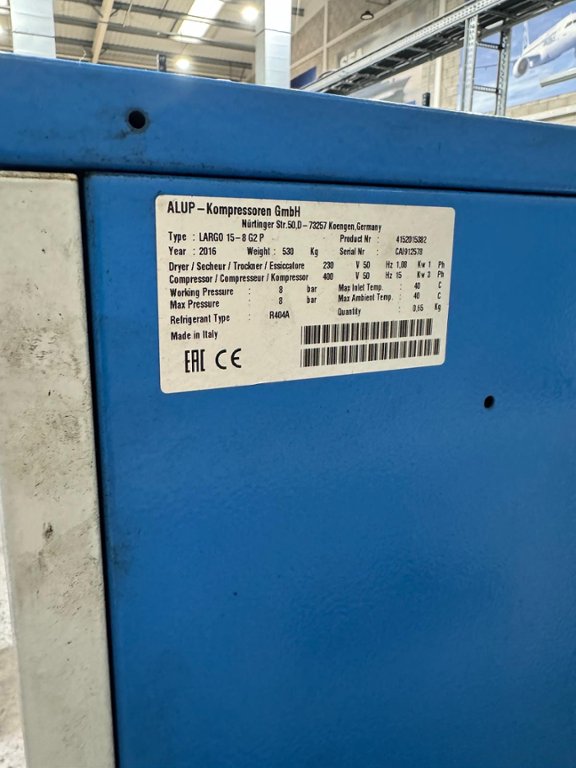 ALUP-Kompressoren GmbH
Nürtinger Str.50,D-73257 Koengen,Germany
Type : LARGO 15-8 G2 P Product Nr : 4152015382
Year : 2016 Weight : 530 Kg Serial Nr : CAI912578
Dryer / Secheur / Trockner / Essiccatore 230 V 50 Hz 1,08 Kw 1 Ph
Compressor / Compresseur / Kompressor 400 V 50 Hz 15 Kw 3 Ph
Working Pressure : 8 bar Max Inlet Temp. : 40 C
Max Pressure : 8 bar Max Ambient Temp. : 40 C
Refrigerant Type : R404A Quantity : 0,65 Kg
Made in Italy
EAC CE